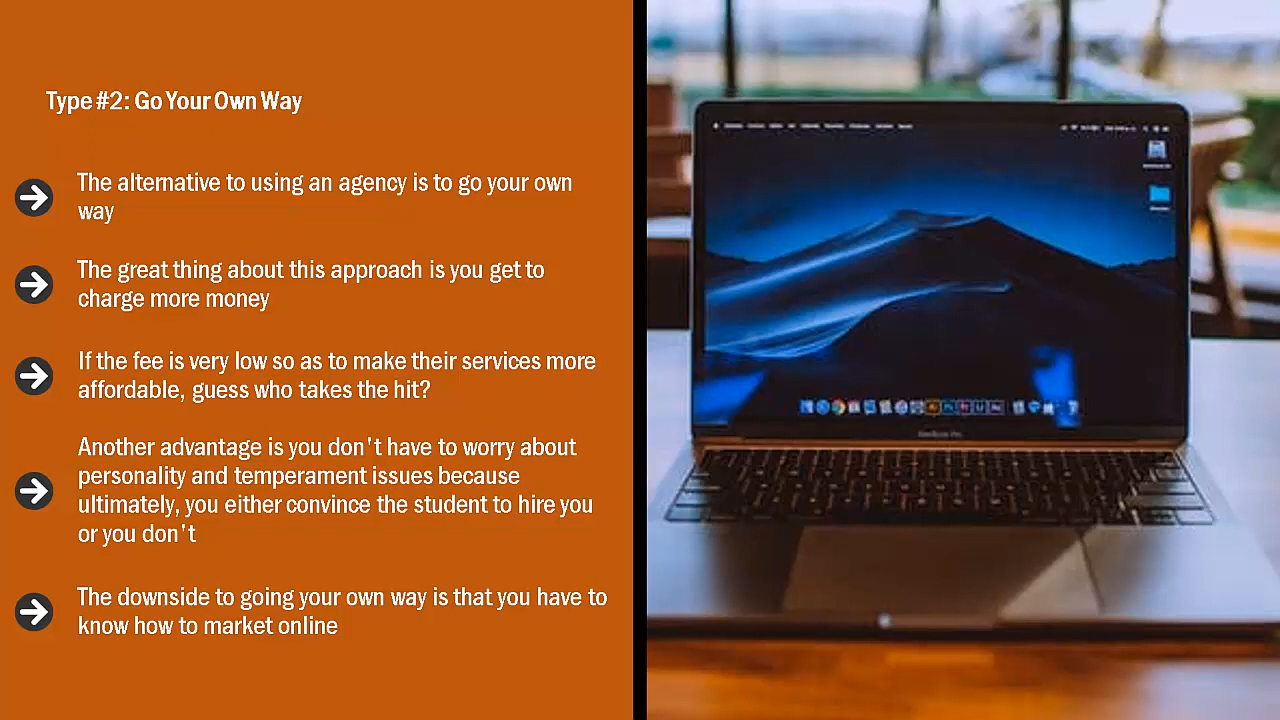 Type #2: Go Your Own Way
The alternative to using an agency is to go your own
way
The great thing about this approach is you get to
charge more money
If the fee is very low so as to make their services more
affordable, guess who takes the hit?
Another advantage is you don't have to worry about
personality and temperament issues because
ultimately, you either convince the student to hire you
or you don't
The downside to going your own way is that you have to
know how to market online